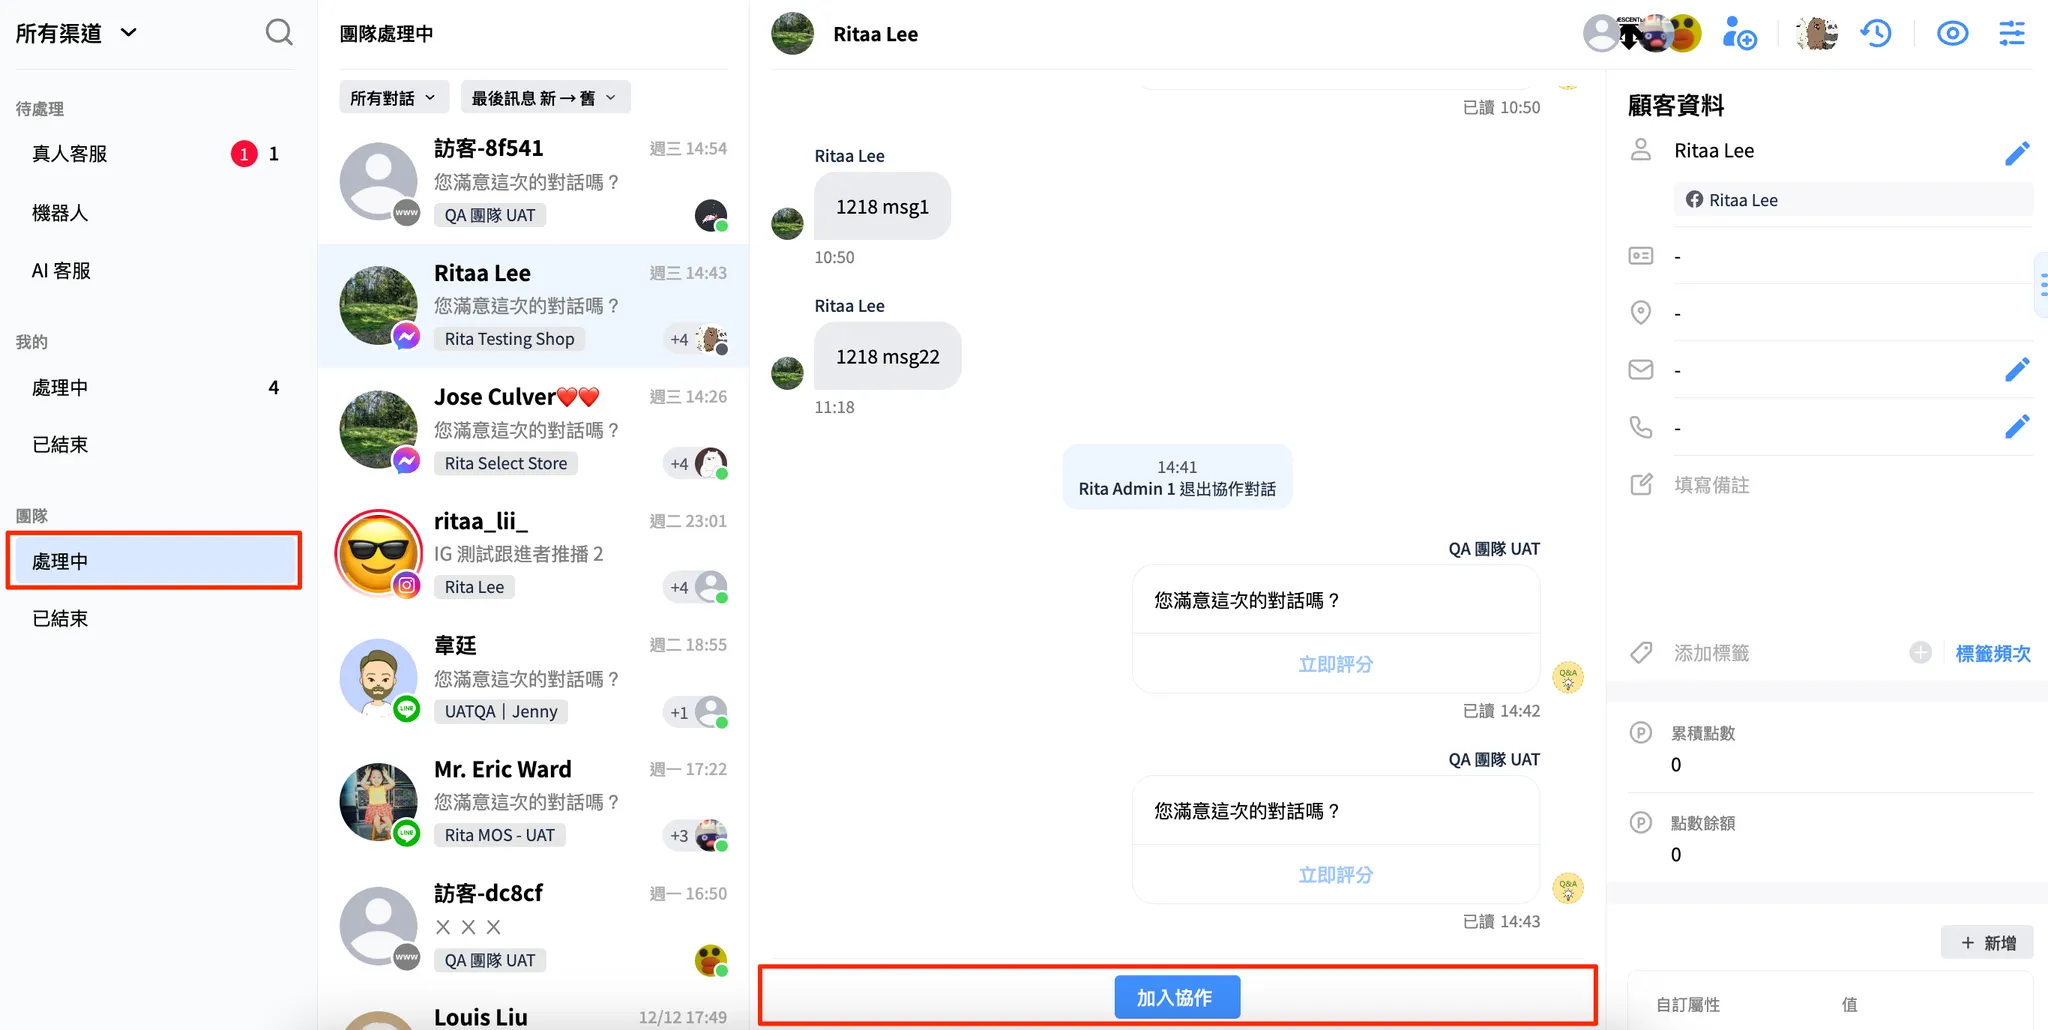 所有渠道
待處理
真人客服 1 1
機器人
AI 客服
我的
處理中 4
已結束
團隊
處理中
已結束
團隊處理中
所有對話
最後訊息 新 → 舊
訪客-8f541 週三 14:54
您滿意這次的對話嗎？
www
QA 團隊 UAT
Ritaa Lee 週三 14:43
您滿意這次的對話嗎？
Rita Testing Shop +4
Jose Culver❤️❤️ 週三 14:26
您滿意這次的對話嗎？
Rita Select Store +4
ritaa_lii_ 週二 23:01
IG 測試跟進者推播 2
Rita Lee +4
韋廷 週二 18:55
您滿意這次的對話嗎？
LINE
UATQA｜Jenny +1
Mr. Eric Ward 週一 17:22
您滿意這次的對話嗎？
LINE
Rita MOS - UAT +3
訪客-dc8cf 週一 16:50
ＸＸＸ
www
QA 團隊 UAT
Louis Liu 12/12 17:49
Ritaa Lee
已讀 10:50
Ritaa Lee
1218 msg1
10:50
Ritaa Lee
1218 msg22
11:18
14:41
Rita Admin 1 退出協作對話
QA 團隊 UAT
您滿意這次的對話嗎？
立即評分
Q&A
已讀 14:42
QA 團隊 UAT
您滿意這次的對話嗎？
立即評分
Q&A
已讀 14:43
加入協作
顧客資料
Ritaa Lee
Ritaa Lee
-
-
-
-
填寫備註
添加標籤
標籤頻次
P 累積點數
0
P 點數餘額
0
+ 新增
自訂屬性 值